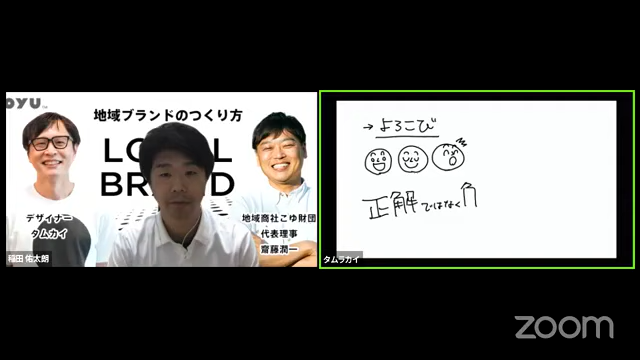 OYU
地域ブランドのつくり方
LO L
BR D
デザイナー
タムカイ
地域商社こゆ財団
代表理事
齋藤潤一
稲田 佑太朗
→よろこび
正解ではなく
タムラカイ
zoom